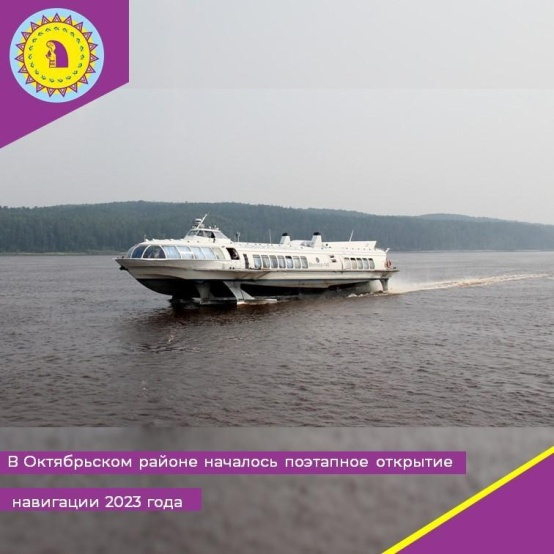 В Октябрьском районе началось поэтапное открытие
навигации 2023 года